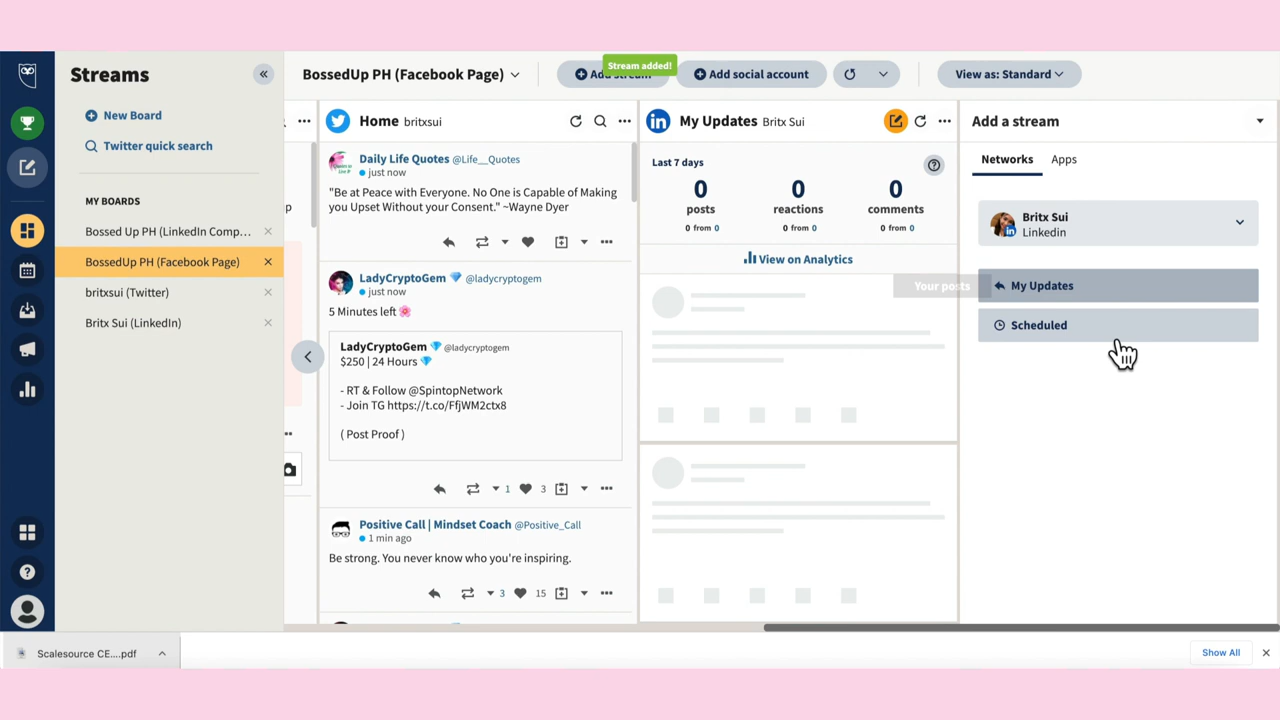 Streams
New Board
Twitter quick search
MY BOARDS
Bossed Up PH (LinkedIn Comp...
BossedUp PH (Facebook Page)
britxsui (Twitter)
Britx Sui (LinkedIn)
BossedUp PH (Facebook Page)
Add stream
Stream added!
Add social account
View as: Standard
Home britxsui
Daily Life Quotes @Life__Quotes
just now
"Be at Peace with Everyone. No One is Capable of Making
you Upset Without your Consent." ~Wayne Dyer
LadyCryptoGem 💎 @ladycryptogem
just now
5 Minutes left 🌸
LadyCryptoGem 💎 @ladycryptogem
$250 | 24 Hours 💎
- RT & Follow @SpintopNetwork
- Join TG https://t.co/FfjWM2ctx8
( Post Proof )
1 3
Positive Call | Mindset Coach @Positive_Call
1 min ago
Be strong. You never know who you're inspiring.
3 15
My Updates Britx Sui
Last 7 days
0 0 0
posts reactions comments
0 from 0 0 from 0 0 from 0
View on Analytics
Your posts
Add a stream
Networks Apps
Britx Sui
Linkedin
My Updates
Scheduled
Scalesource CE....pdf
Show All